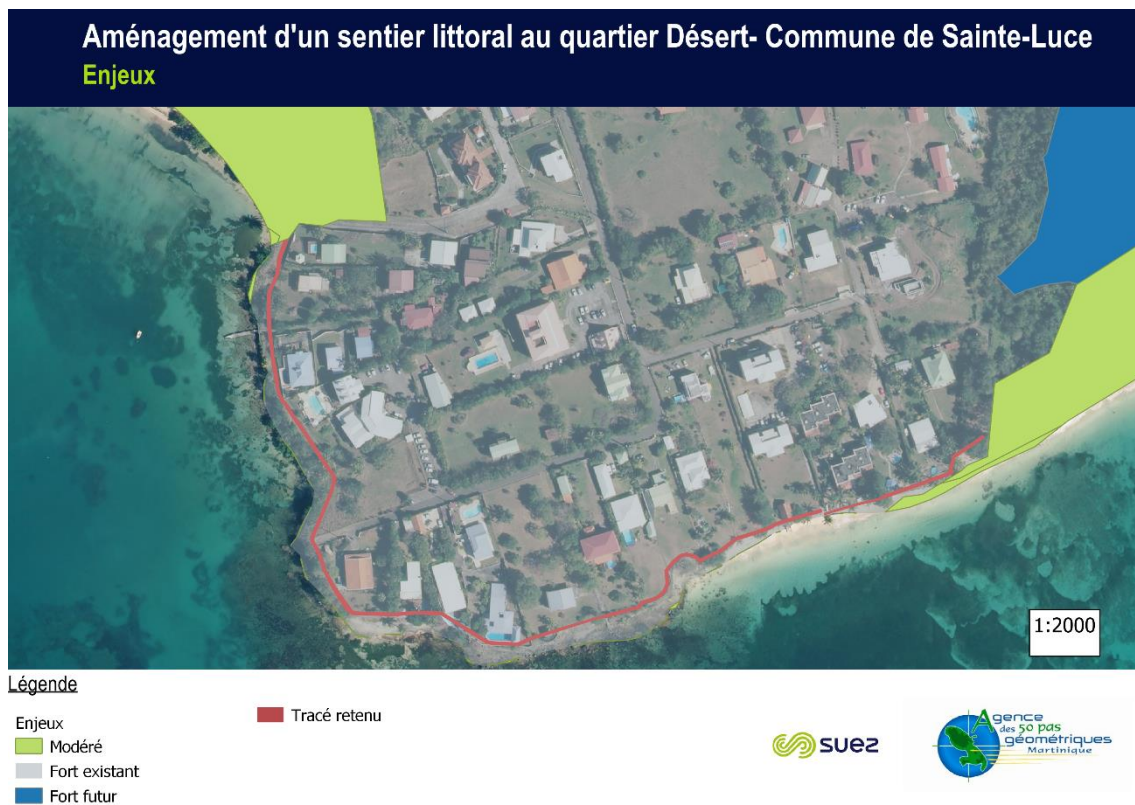 Aménagement d'un sentier littoral au quartier Désert- Commune de Sainte-Luce
Enjeux
1:2000
Légende
Enjeux
Modéré
Fort existant
Fort futur
Tracé retenu
suez
Agence
des 50 pas
géométriques
Martinique